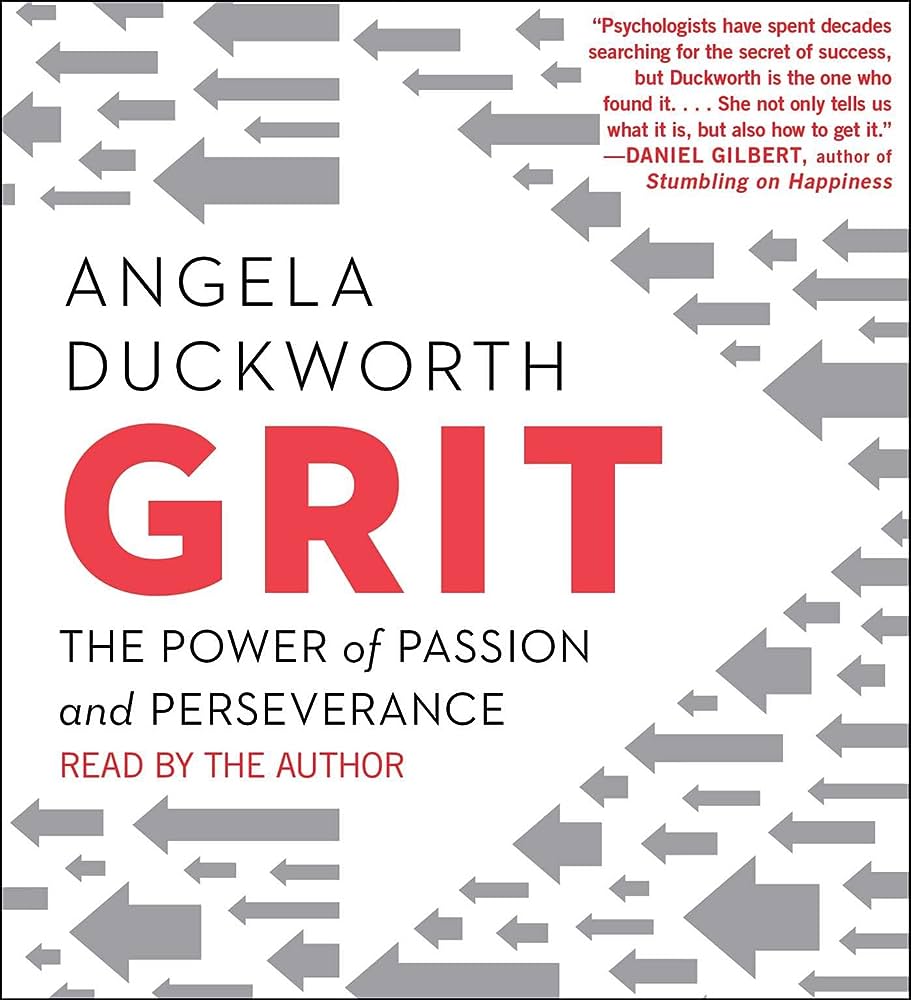 “Psychologists have spent decades
searching for the secret of success,
but Duckworth is the one who
found it. . . . She not only tells us
what it is, but also how to get it.”
—DANIEL GILBERT, author of
Stumbling on Happiness
ANGELA
DUCKWORTH
GRIT
THE POWER of PASSION
and PERSEVERANCE
READ BY THE AUTHOR